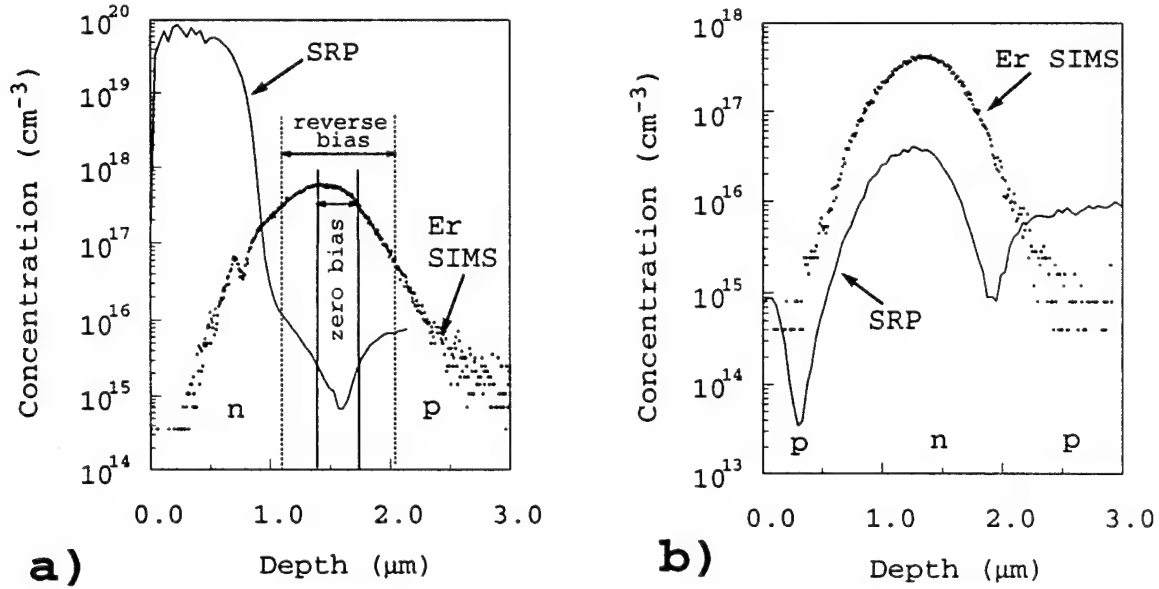 10^20
10^19
10^18
10^17
10^16
10^15
10^14
Concentration (cm^-3)
SRP
reverse
bias
zero bias
Er
SIMS
n
p
0.0 1.0 2.0 3.0
Depth (μm)
a)
10^18
10^17
10^16
10^15
10^14
10^13
Concentration (cm^-3)
Er SIMS
SRP
p
n
p
0.0 1.0 2.0 3.0
Depth (μm)
b)